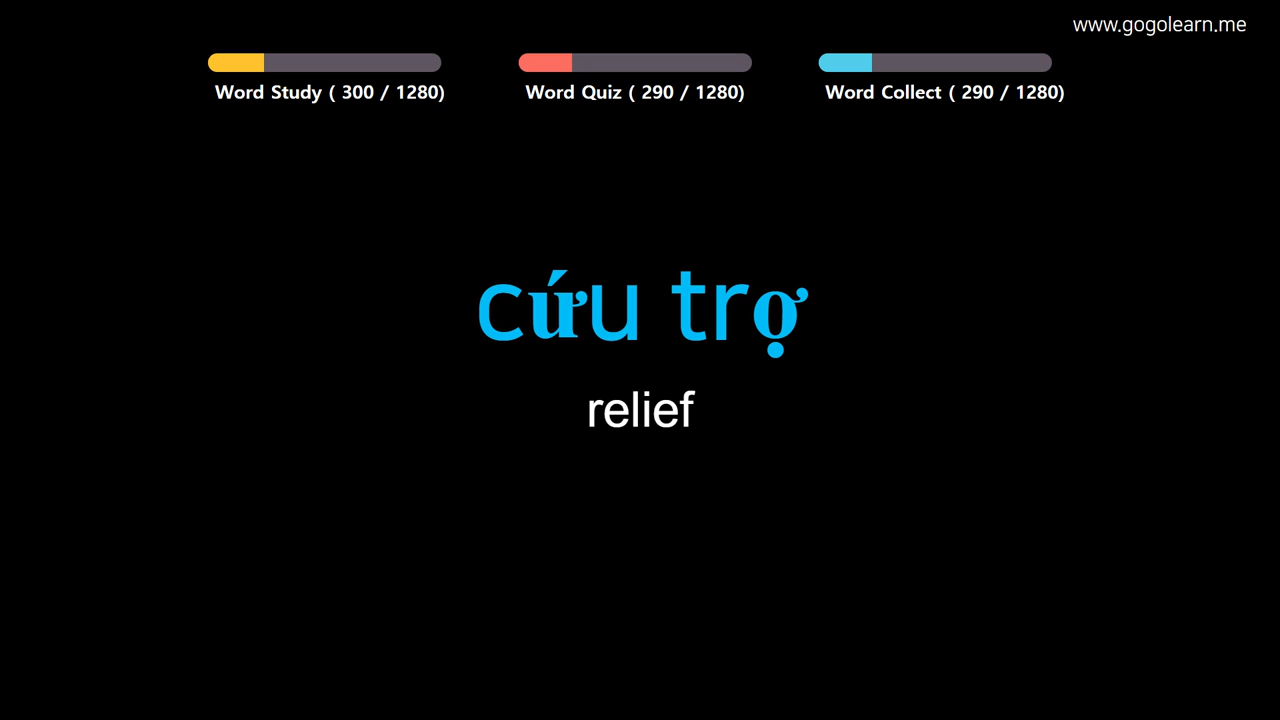 www.gogolearn.me
Word Study ( 300 / 1280)
Word Quiz ( 290 / 1280)
Word Collect ( 290 / 1280)
cứu trợ
relief